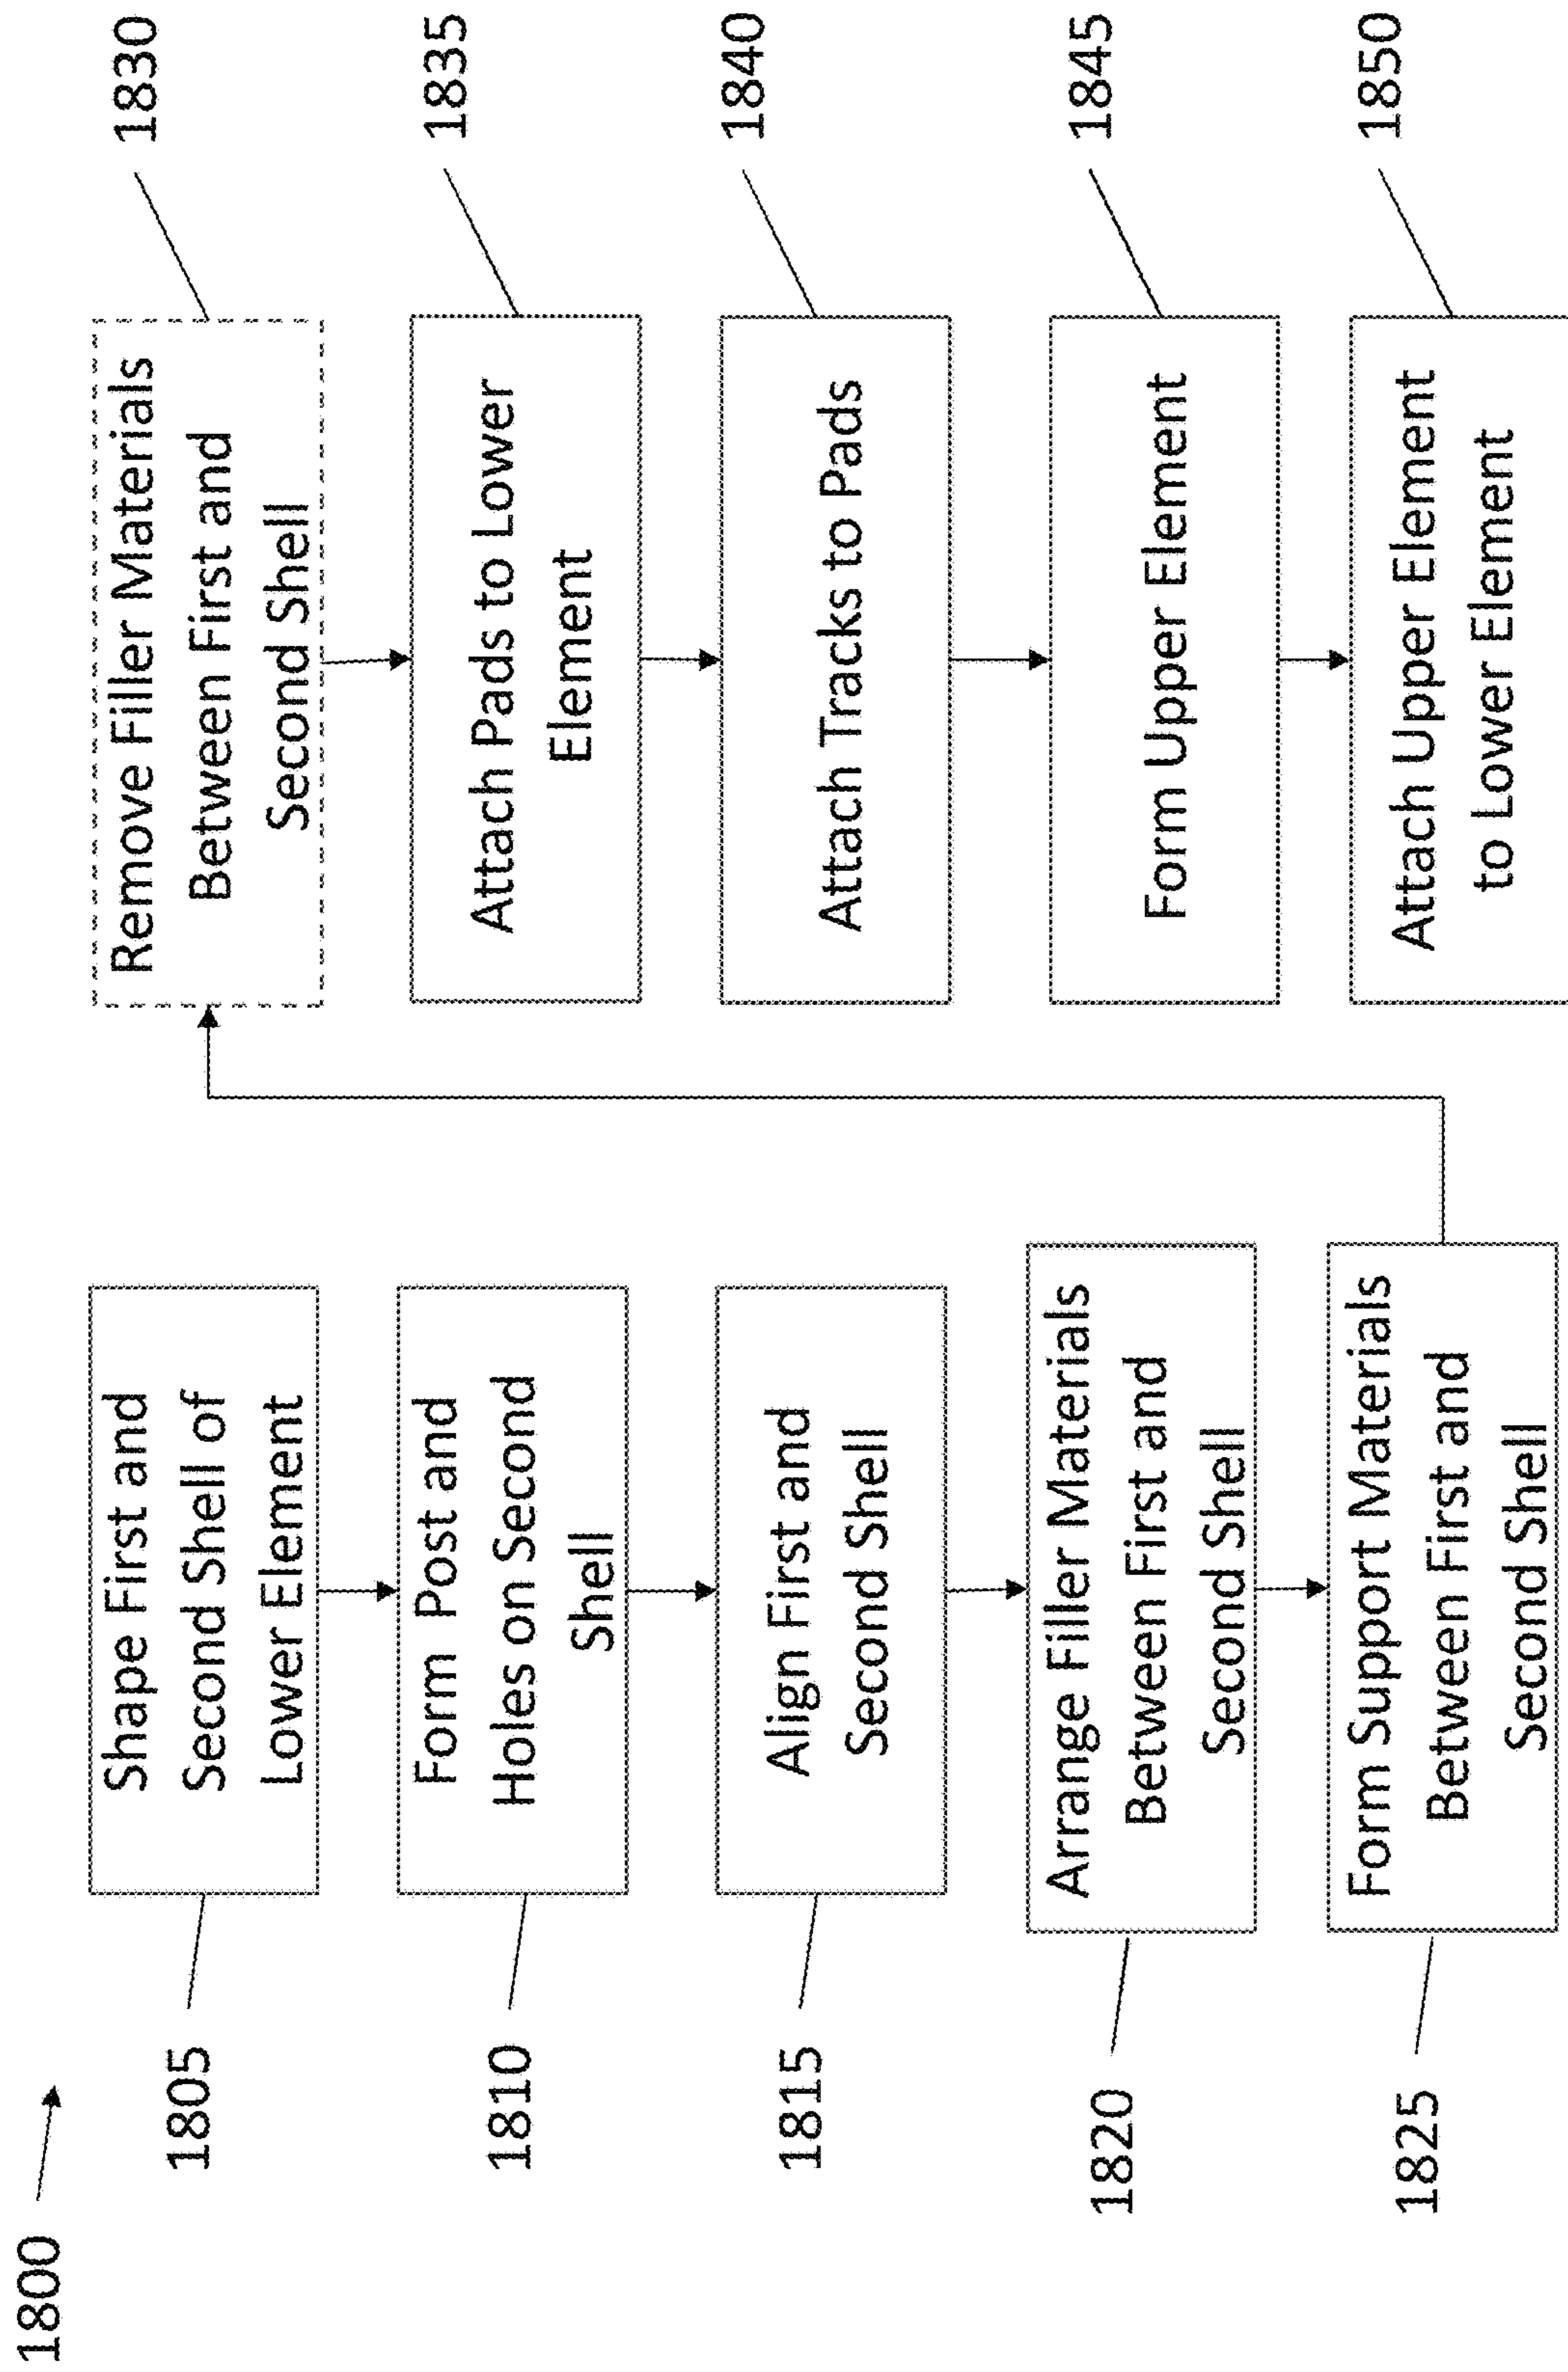 1800
1805
Shape First and
Second Shell of
Lower Element
1810
Form Post and
Holes on Second
Shell
1815
Align First and
Second Shell
1820
Arrange Filler Materials
Between First and
Second Shell
1825
Form Support Materials
Between First and
Second Shell
1830
Remove Filler Materials
Between First and
Second Shell
1835
Attach Pads to Lower
Element
1840
Attach Tracks to Pads
1845
Form Upper Element
1850
Attach Upper Element
to Lower Element